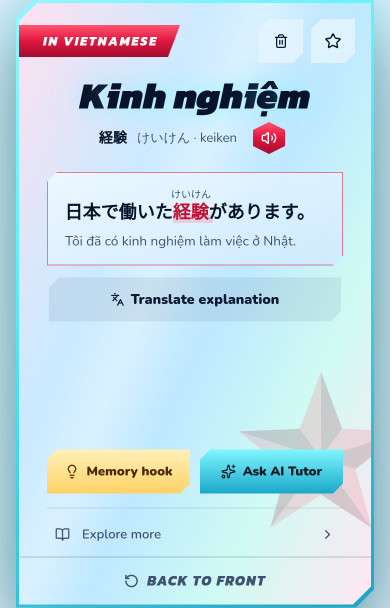 IN VIETNAMESE
Kinh nghiệm
経験 けいけん · keiken
けいけん
日本で働いた経験があります。
Tôi đã có kinh nghiệm làm việc ở Nhật.
Translate explanation
Memory hook
Ask AI Tutor
Explore more
BACK TO FRONT